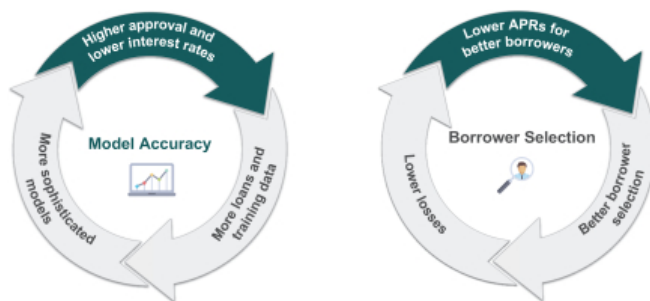 Higher approval and
lower interest rates
Model Accuracy
More loans and
training data
More sophisticated
models
Lower APRs for
better borrowers
Borrower Selection
Better borrower
selection
Lower losses